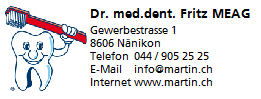 Dr. med.dent. Fritz MEAG
Gewerbestrasse 1
8606 Nänikon
Telefon 044 / 905 25 25
E-Mail info@martin.ch
Internet www.martin.ch